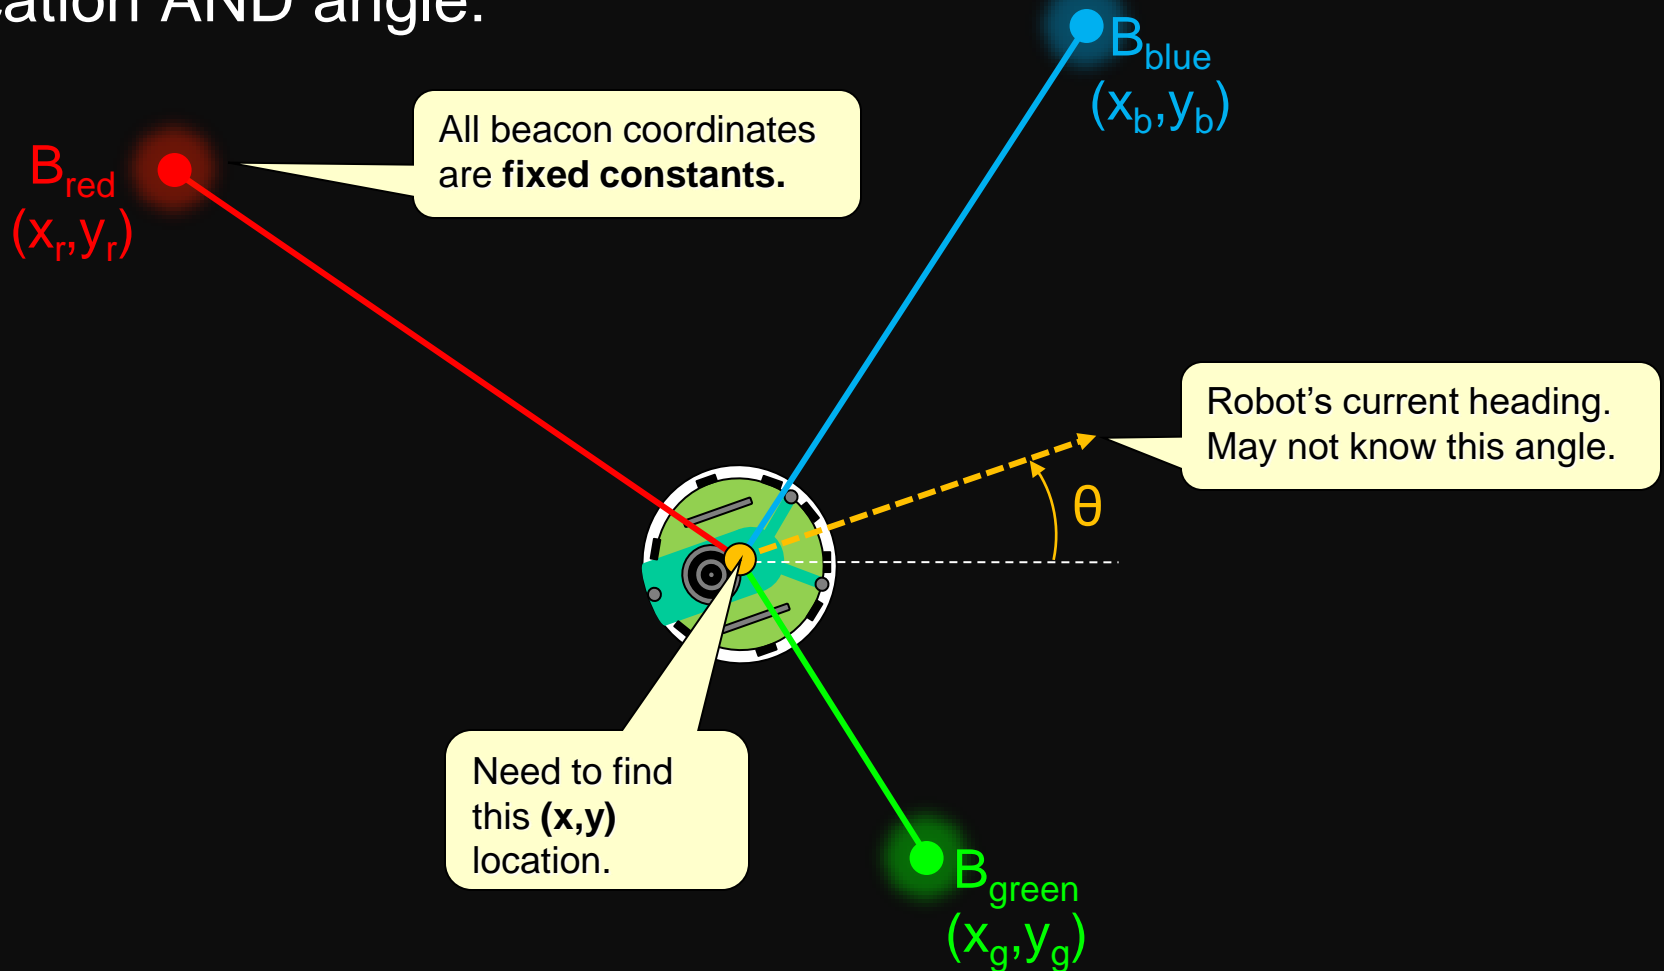 cation AND angle.
B_blue
(x_b,y_b)
All beacon coordinates
are fixed constants.
B_red
(x_r,y_r)
Robot’s current heading.
May not know this angle.
θ
Need to find
this (x,y)
location.
B_green
(x_g,y_g)